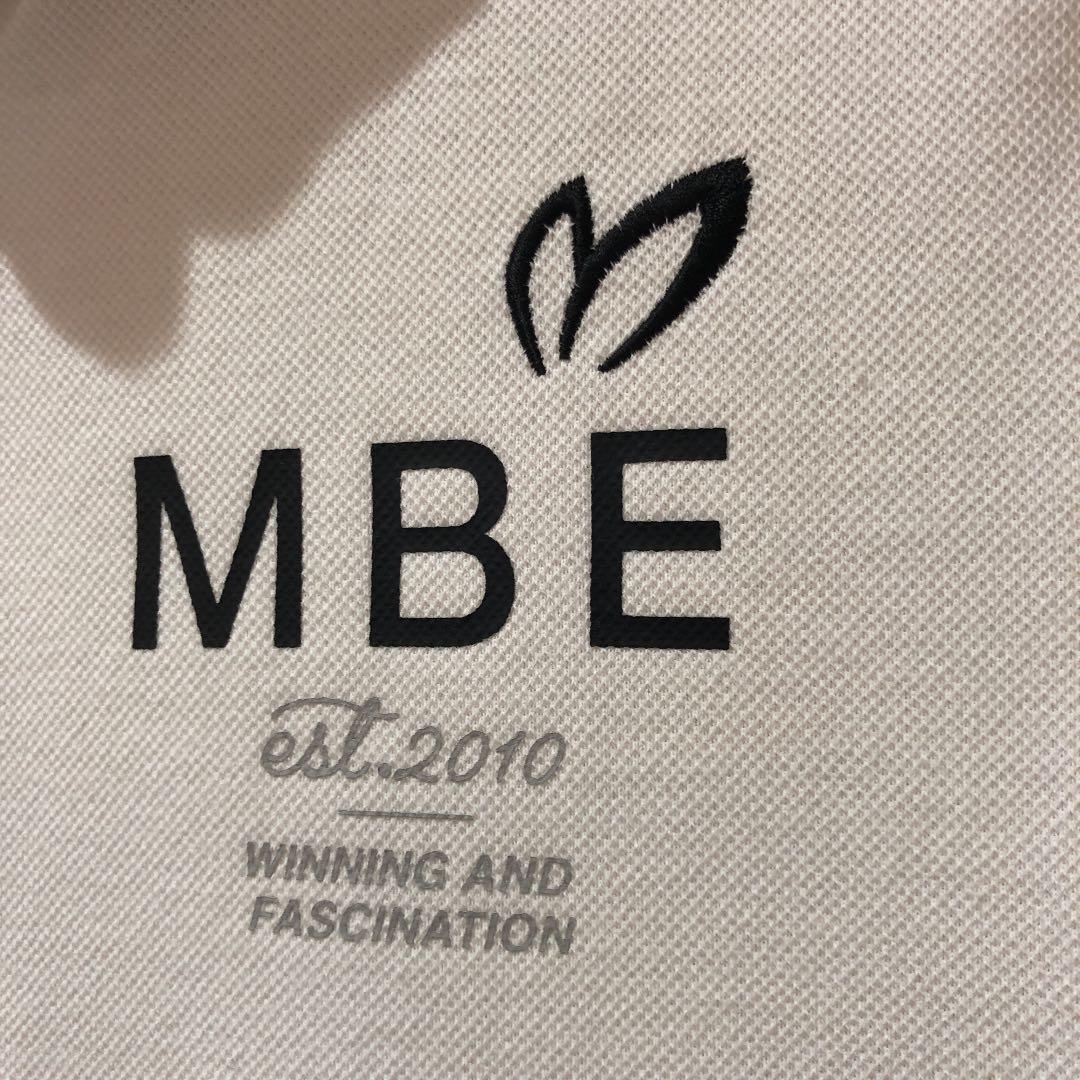 MBE
est.2010
WINNING AND
FASCINATION